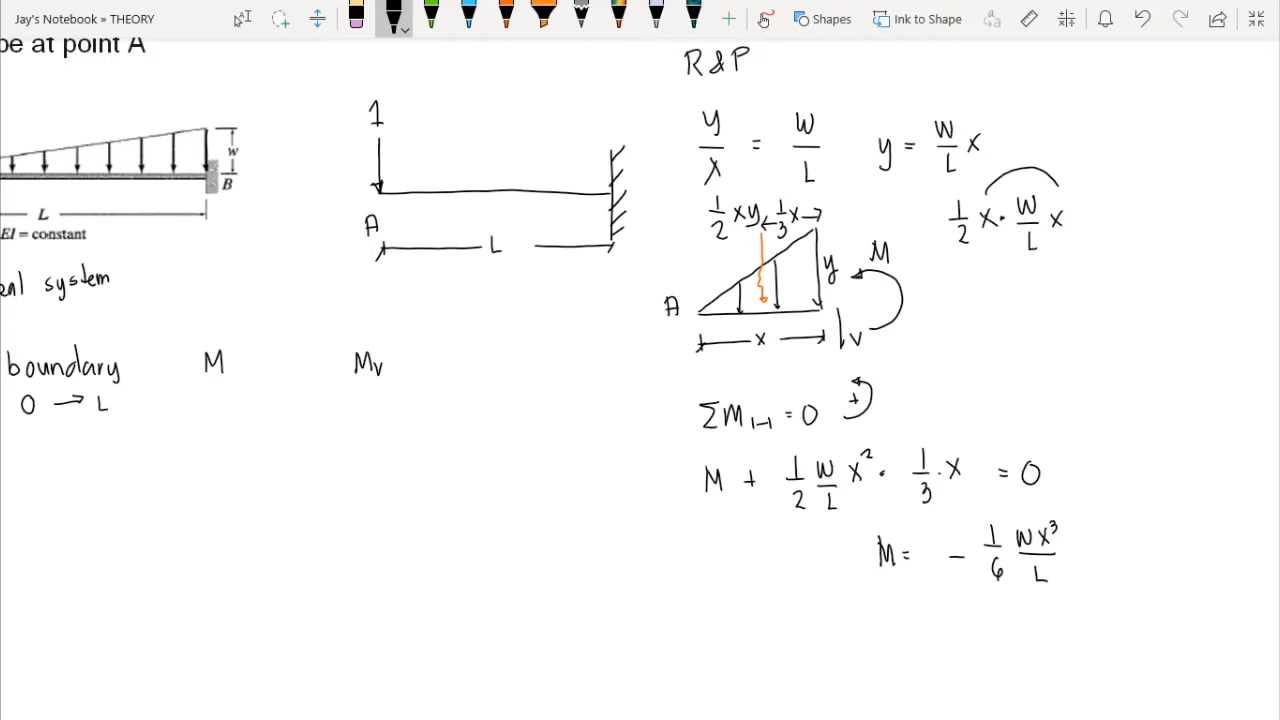 Jay's Notebook » THEORY
Shapes
Ink to Shape
be at point A
w
B
L
EI = constant
eal system
boundary M Mv
0 → L
1
A
L
R & P
y/x = W/L y = W/L x
1/2 xy 1/3 x
1/2 x · W/L x
A
y
M
x
V
ΣM1-1 = 0 +
M + 1/2 W/L x² · 1/3 · x = 0
M = - 1/6 Wx³/L